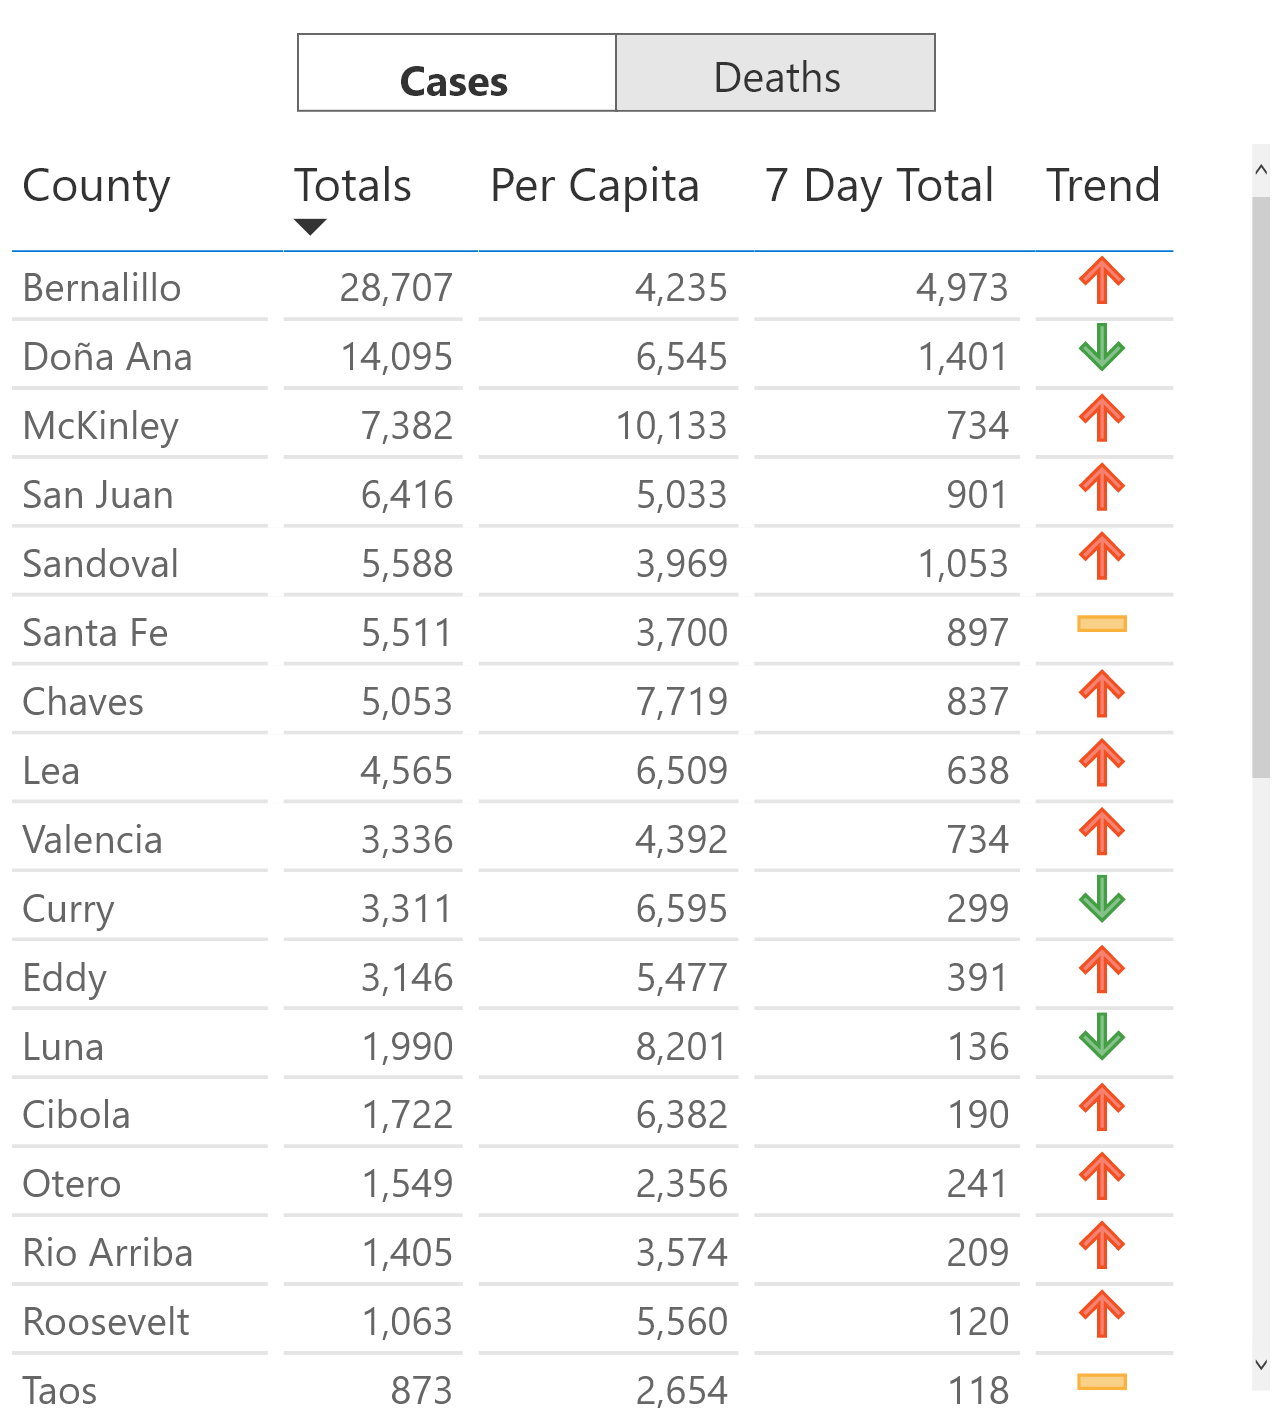 Cases Deaths
County Totals Per Capita 7 Day Total Trend
Bernalillo 28,707 4,235 4,973
Doña Ana 14,095 6,545 1,401
McKinley 7,382 10,133 734
San Juan 6,416 5,033 901
Sandoval 5,588 3,969 1,053
Santa Fe 5,511 3,700 897
Chaves 5,053 7,719 837
Lea 4,565 6,509 638
Valencia 3,336 4,392 734
Curry 3,311 6,595 299
Eddy 3,146 5,477 391
Luna 1,990 8,201 136
Cibola 1,722 6,382 190
Otero 1,549 2,356 241
Rio Arriba 1,405 3,574 209
Roosevelt 1,063 5,560 120
Taos 873 2,654 118